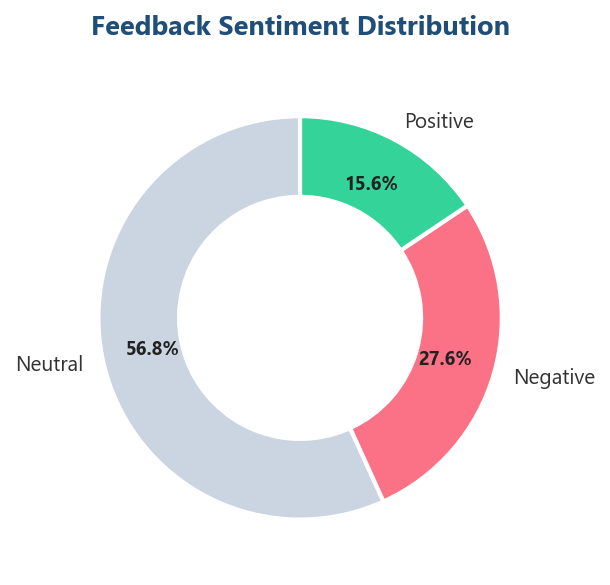 Feedback Sentiment Distribution
Positive
15.6%
56.8%
27.6%
Neutral
Negative